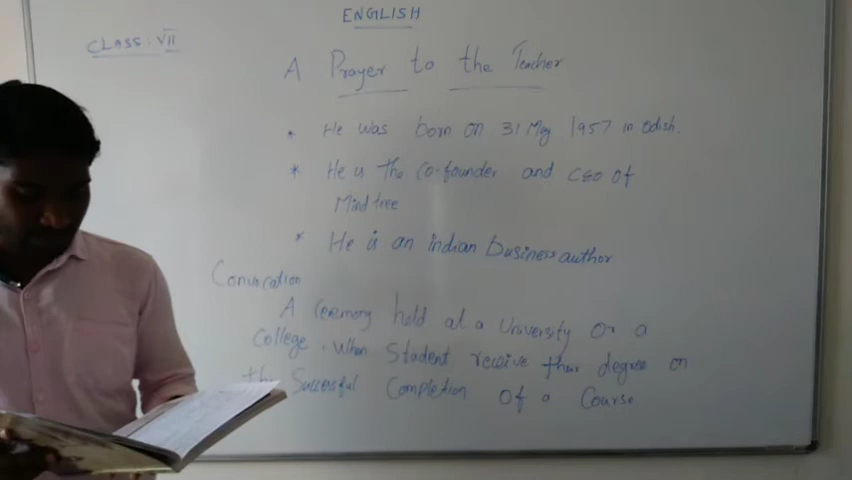 ENGLISH
CLASS: VII
A Prayer to the Teacher
* He was born on 31 May 1957 in Odish.
* He is the Co-founder and CEO Of
Mind tree
* He is an indian business author
Convocation
A Ceremony held at a University Or a
College. When Student receive thier degree on
the Successful Completion Of a Course